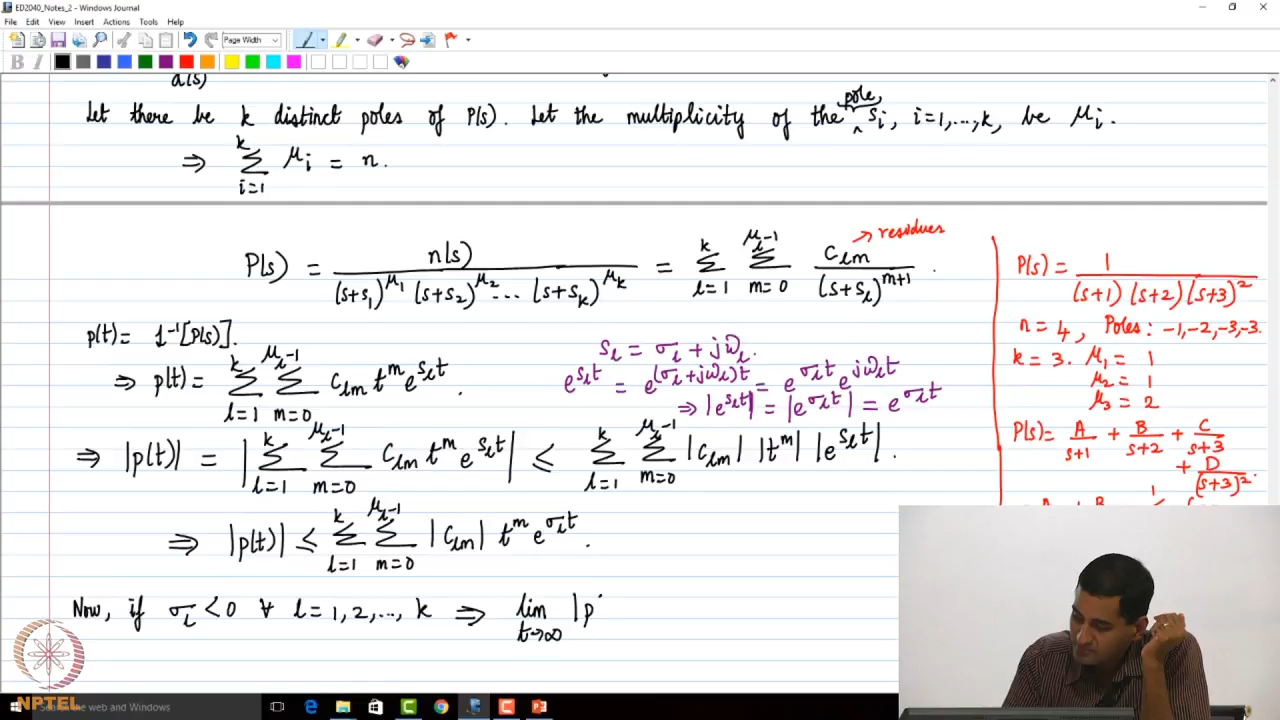 ED2040_Notes_2 - Windows Journal
File Edit View Insert Actions Tools Help
Page Width
B I
a(s)
Let there be k distinct poles of P(s). Let the multiplicity of the pole s_i, i=1,...,k, be μ_i.
⇒ Σ_{i=1}^{k} μ_i = n.
P(s) = n(s) / ((s+s_1)^{μ_1} (s+s_2)^{μ_2} ... (s+s_k)^{μ_k}) = Σ_{l=1}^{k} Σ_{m=0}^{μ_l-1} C_{lm} / (s+s_l)^{m+1} . → residues
p(t) = L^{-1}[P(s)].
⇒ p(t) = Σ_{l=1}^{k} Σ_{m=0}^{μ_l-1} C_{lm} t^m e^{s_l t} .
s_l = σ_l + jω_l.
e^{s_l t} = e^{(σ_l+jω_l)t} = e^{σ_l t} e^{jω_l t}
⇒ |e^{s_l t}| = |e^{σ_l t}| = e^{σ_l t}
⇒ |p(t)| = |Σ_{l=1}^{k} Σ_{m=0}^{μ_l-1} C_{lm} t^m e^{s_l t}| ≤ Σ_{l=1}^{k} Σ_{m=0}^{μ_l-1} |C_{lm}| |t^m| |e^{s_l t}| .
⇒ |p(t)| ≤ Σ_{l=1}^{k} Σ_{m=0}^{μ_l-1} |C_{lm}| t^m e^{σ_l t} .
Now, if σ_l < 0 ∀ l = 1, 2, ..., k ⇒ lim_{t→∞} |p
P(s) = 1 / ((s+1) (s+2) (s+3)^2)
n = 4, Poles : -1, -2, -3, -3.
k = 3. μ_1 = 1
μ_2 = 1
μ_3 = 2
P(s) = A/(s+1) + B/(s+2) + C/(s+3)
+ D/(s+3)^2 .
NPTEL
Search the web and Windows